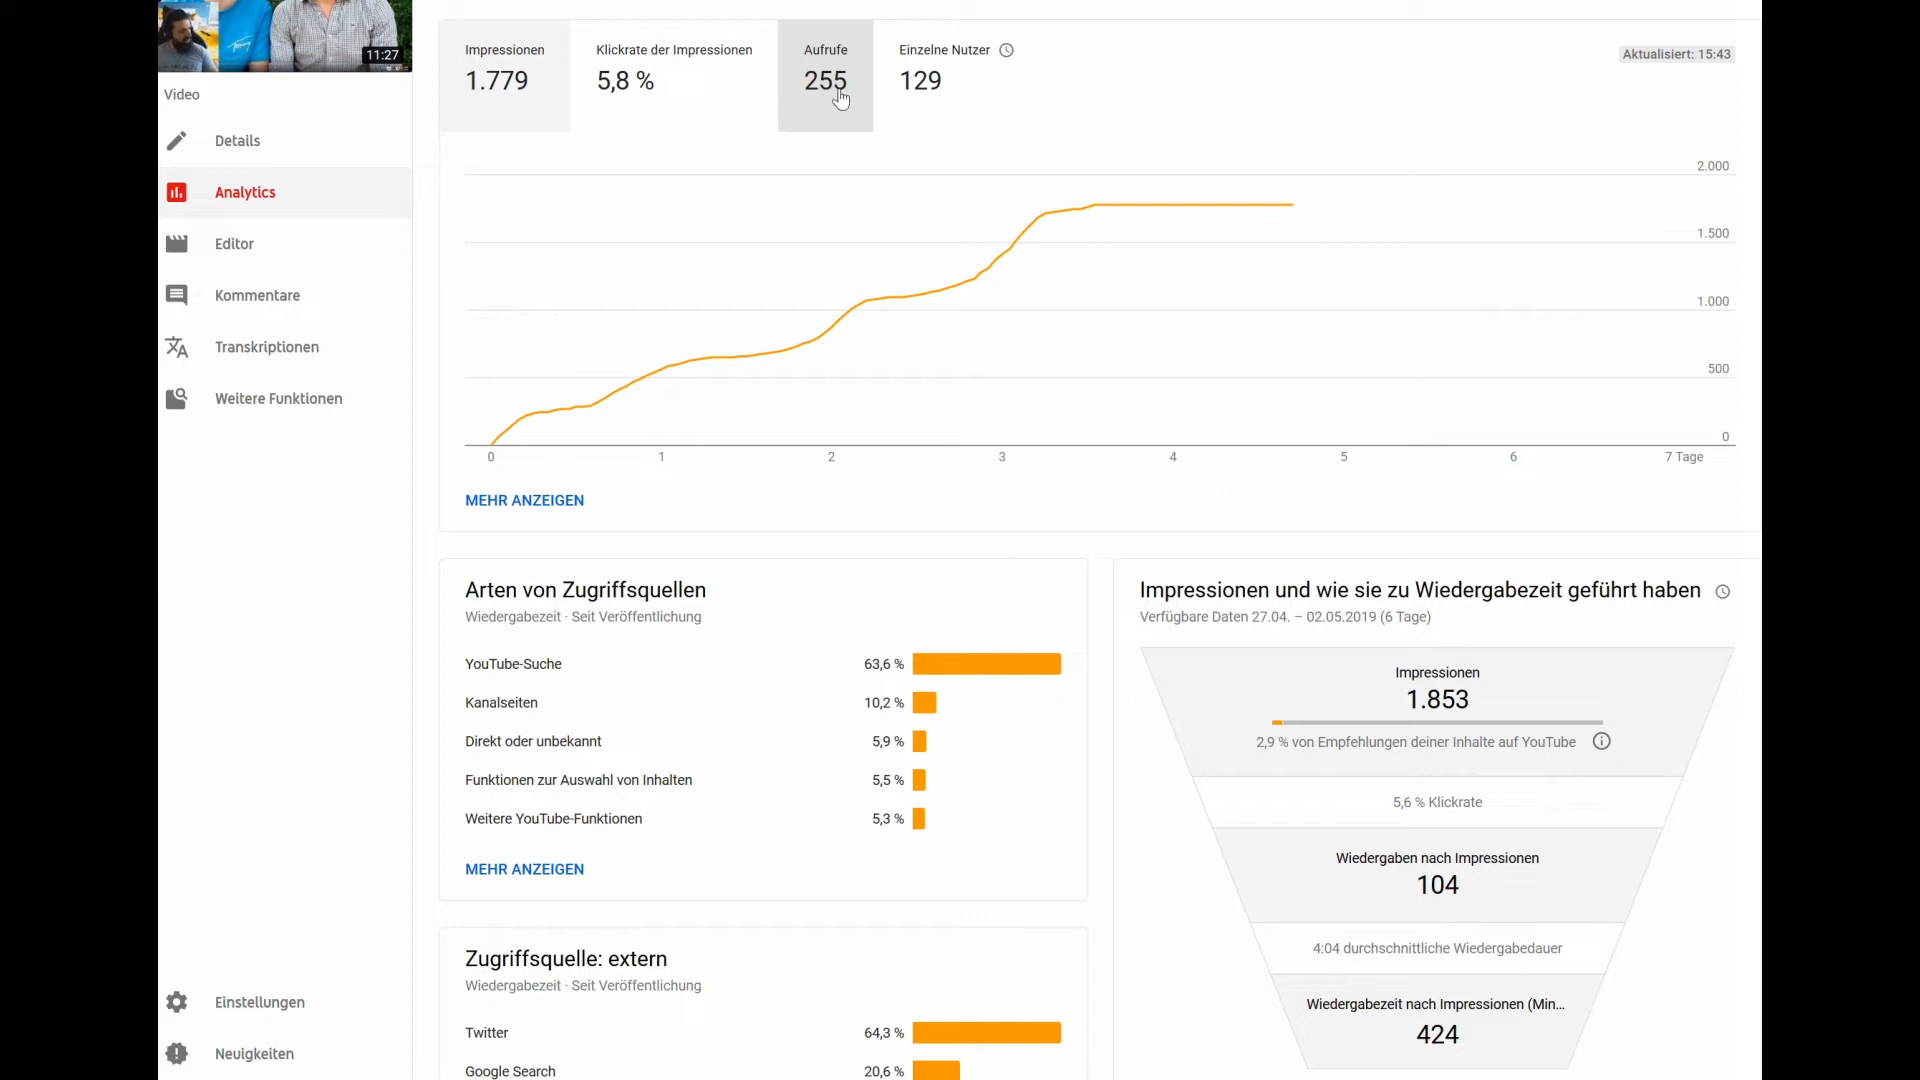 11:27
Video
Details
Analytics
Editor
Kommentare
Transkriptionen
Weitere Funktionen
Einstellungen
Neuigkeiten
Impressionen
1.779
Klickrate der Impressionen
5,8 %
Aufrufe
255
Einzelne Nutzer
129
Aktualisiert: 15:43
2.000
1.500
1.000
500
0
0 1 2 3 4 5 6 7 Tage
MEHR ANZEIGEN
Arten von Zugriffsquellen
Wiedergabezeit · Seit Veröffentlichung
YouTube-Suche 63,6 %
Kanalseiten 10,2 %
Direkt oder unbekannt 5,9 %
Funktionen zur Auswahl von Inhalten 5,5 %
Weitere YouTube-Funktionen 5,3 %
MEHR ANZEIGEN
Zugriffsquelle: extern
Wiedergabezeit · Seit Veröffentlichung
Twitter 64,3 %
Google Search 20,6 %
Impressionen und wie sie zu Wiedergabezeit geführt haben
Verfügbare Daten 27.04. – 02.05.2019 (6 Tage)
Impressionen
1.853
2,9 % von Empfehlungen deiner Inhalte auf YouTube
5,6 % Klickrate
Wiedergaben nach Impressionen
104
4:04 durchschnittliche Wiedergabedauer
Wiedergabezeit nach Impressionen (Min...
424